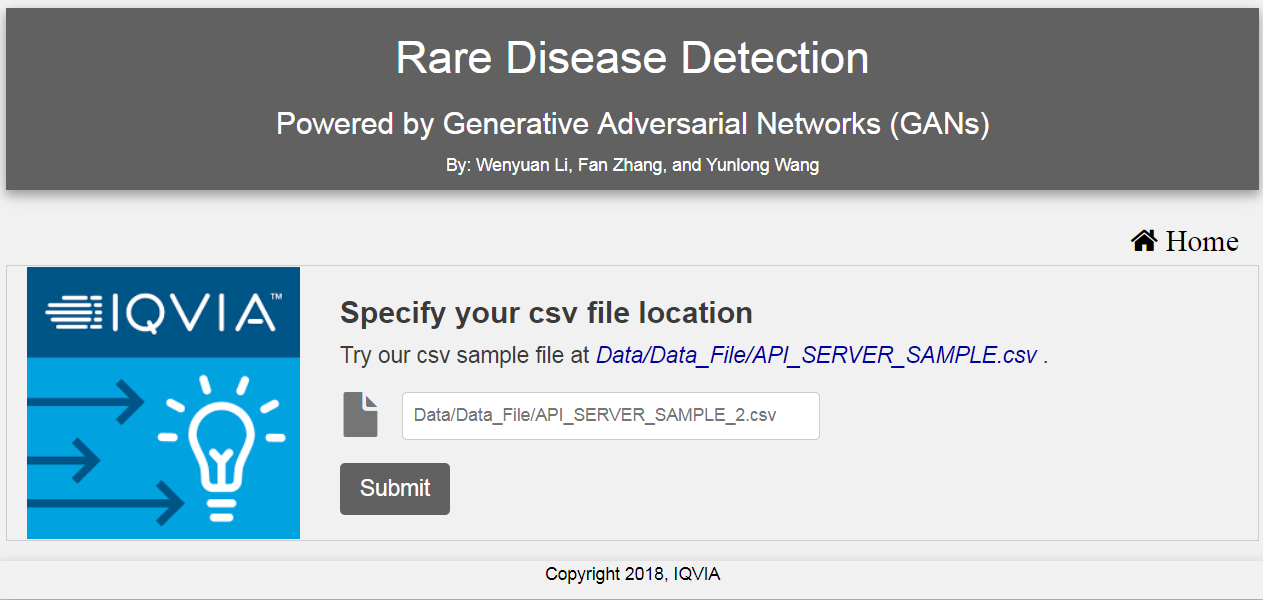 Rare Disease Detection
Powered by Generative Adversarial Networks (GANs)
By: Wenyuan Li, Fan Zhang, and Yunlong Wang
Home
IQVIA™
Specify your csv file location
Try our csv sample file at Data/Data_File/API_SERVER_SAMPLE.csv .
Data/Data_File/API_SERVER_SAMPLE_2.csv
Submit
Copyright 2018, IQVIA